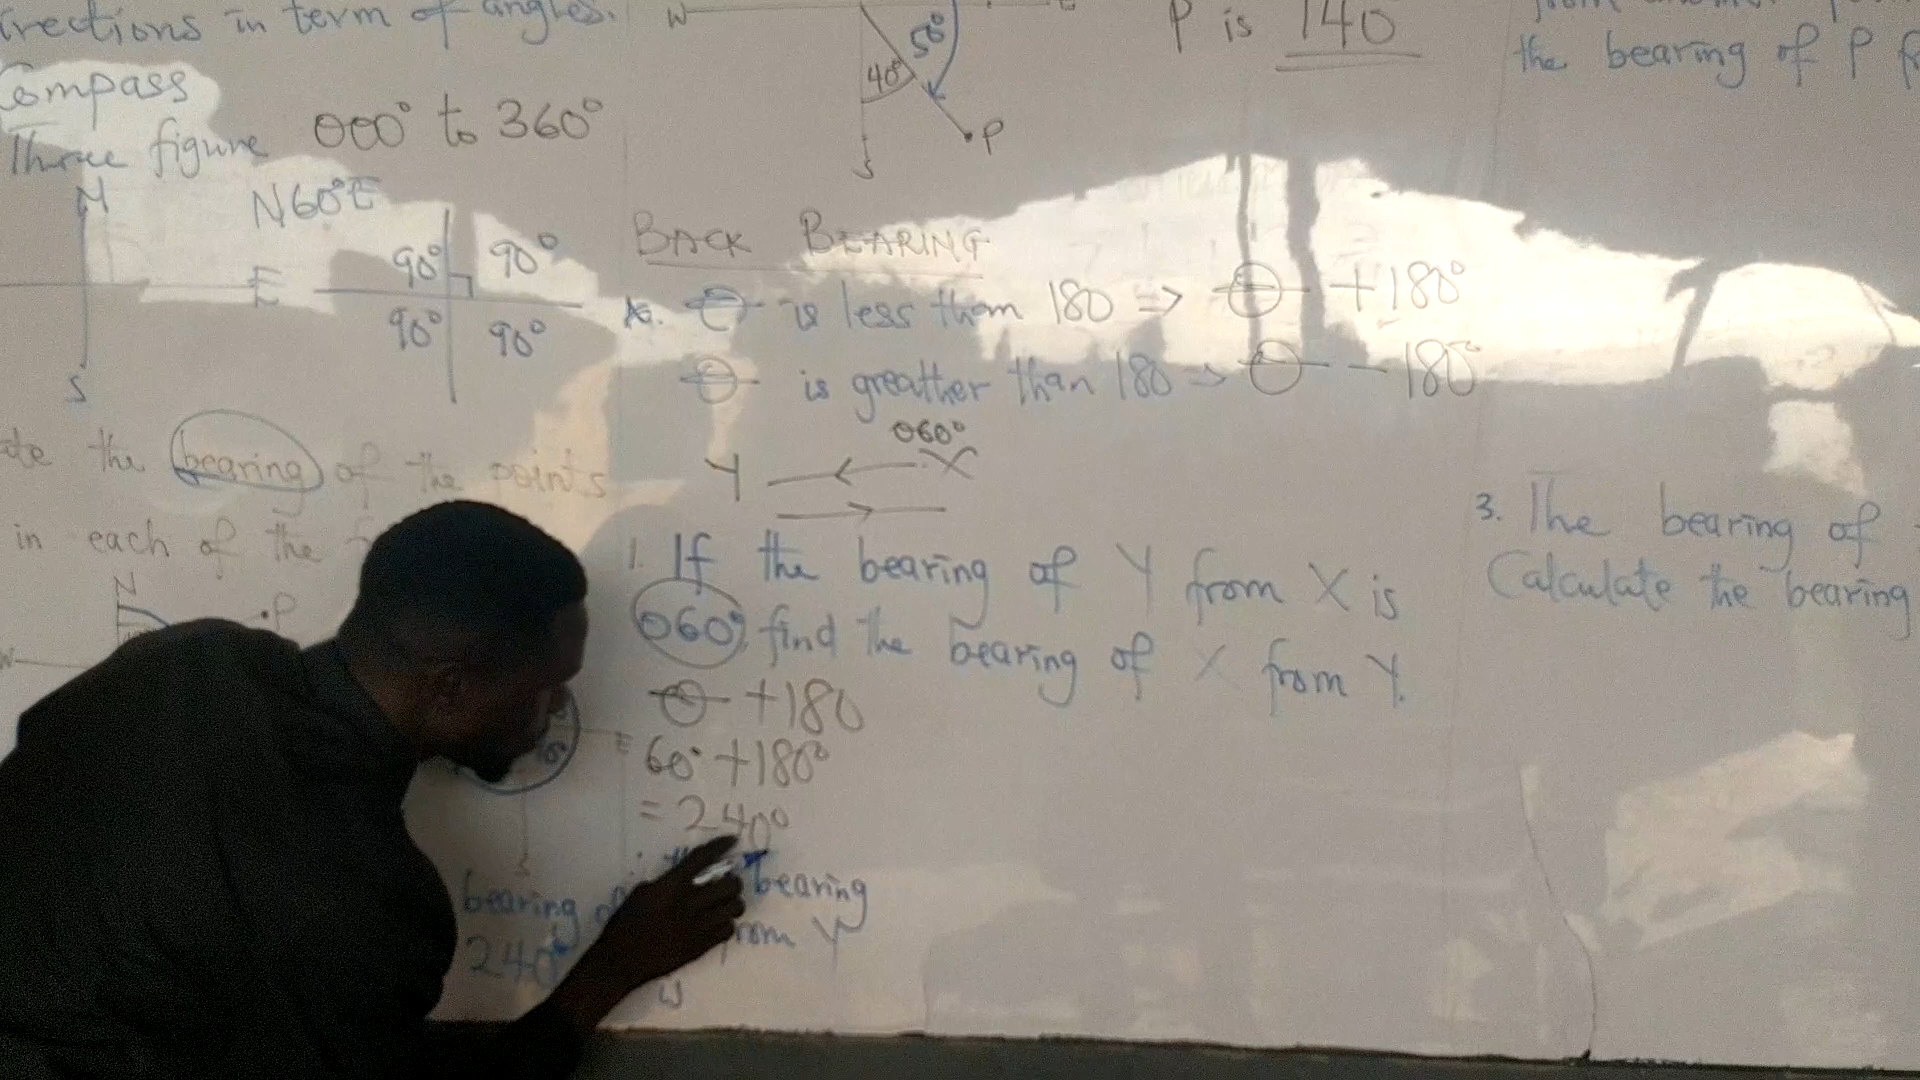 rections in term of angles.
Compass
Three figure 000° to 360°
N
N60°E
E
S
90° 90°
90° 90°
the bearing of the points
in each of the
N
P
W
E
S
bearing
240°
W
50°
40°
P
S
P is 140°
BACK BEARING
θ is less them 180 => θ + 180°
θ is greatther than 180 => θ - 180°
060°
Y X
1. If the bearing of Y from X is
060°, find the bearing of X from Y.
θ + 180
60° + 180°
= 240°
bearing
from Y
W
the bearing of P
3. The bearing of
Calculate the bearing